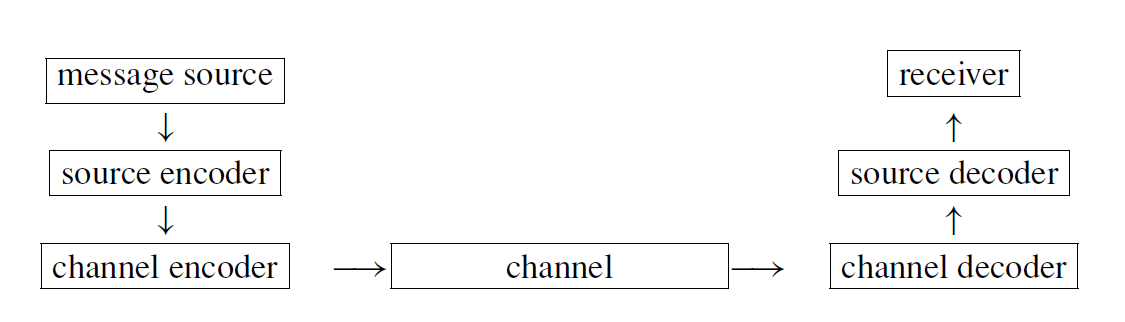 message source
receiver
source encoder
source decoder
channel encoder
channel
channel decoder